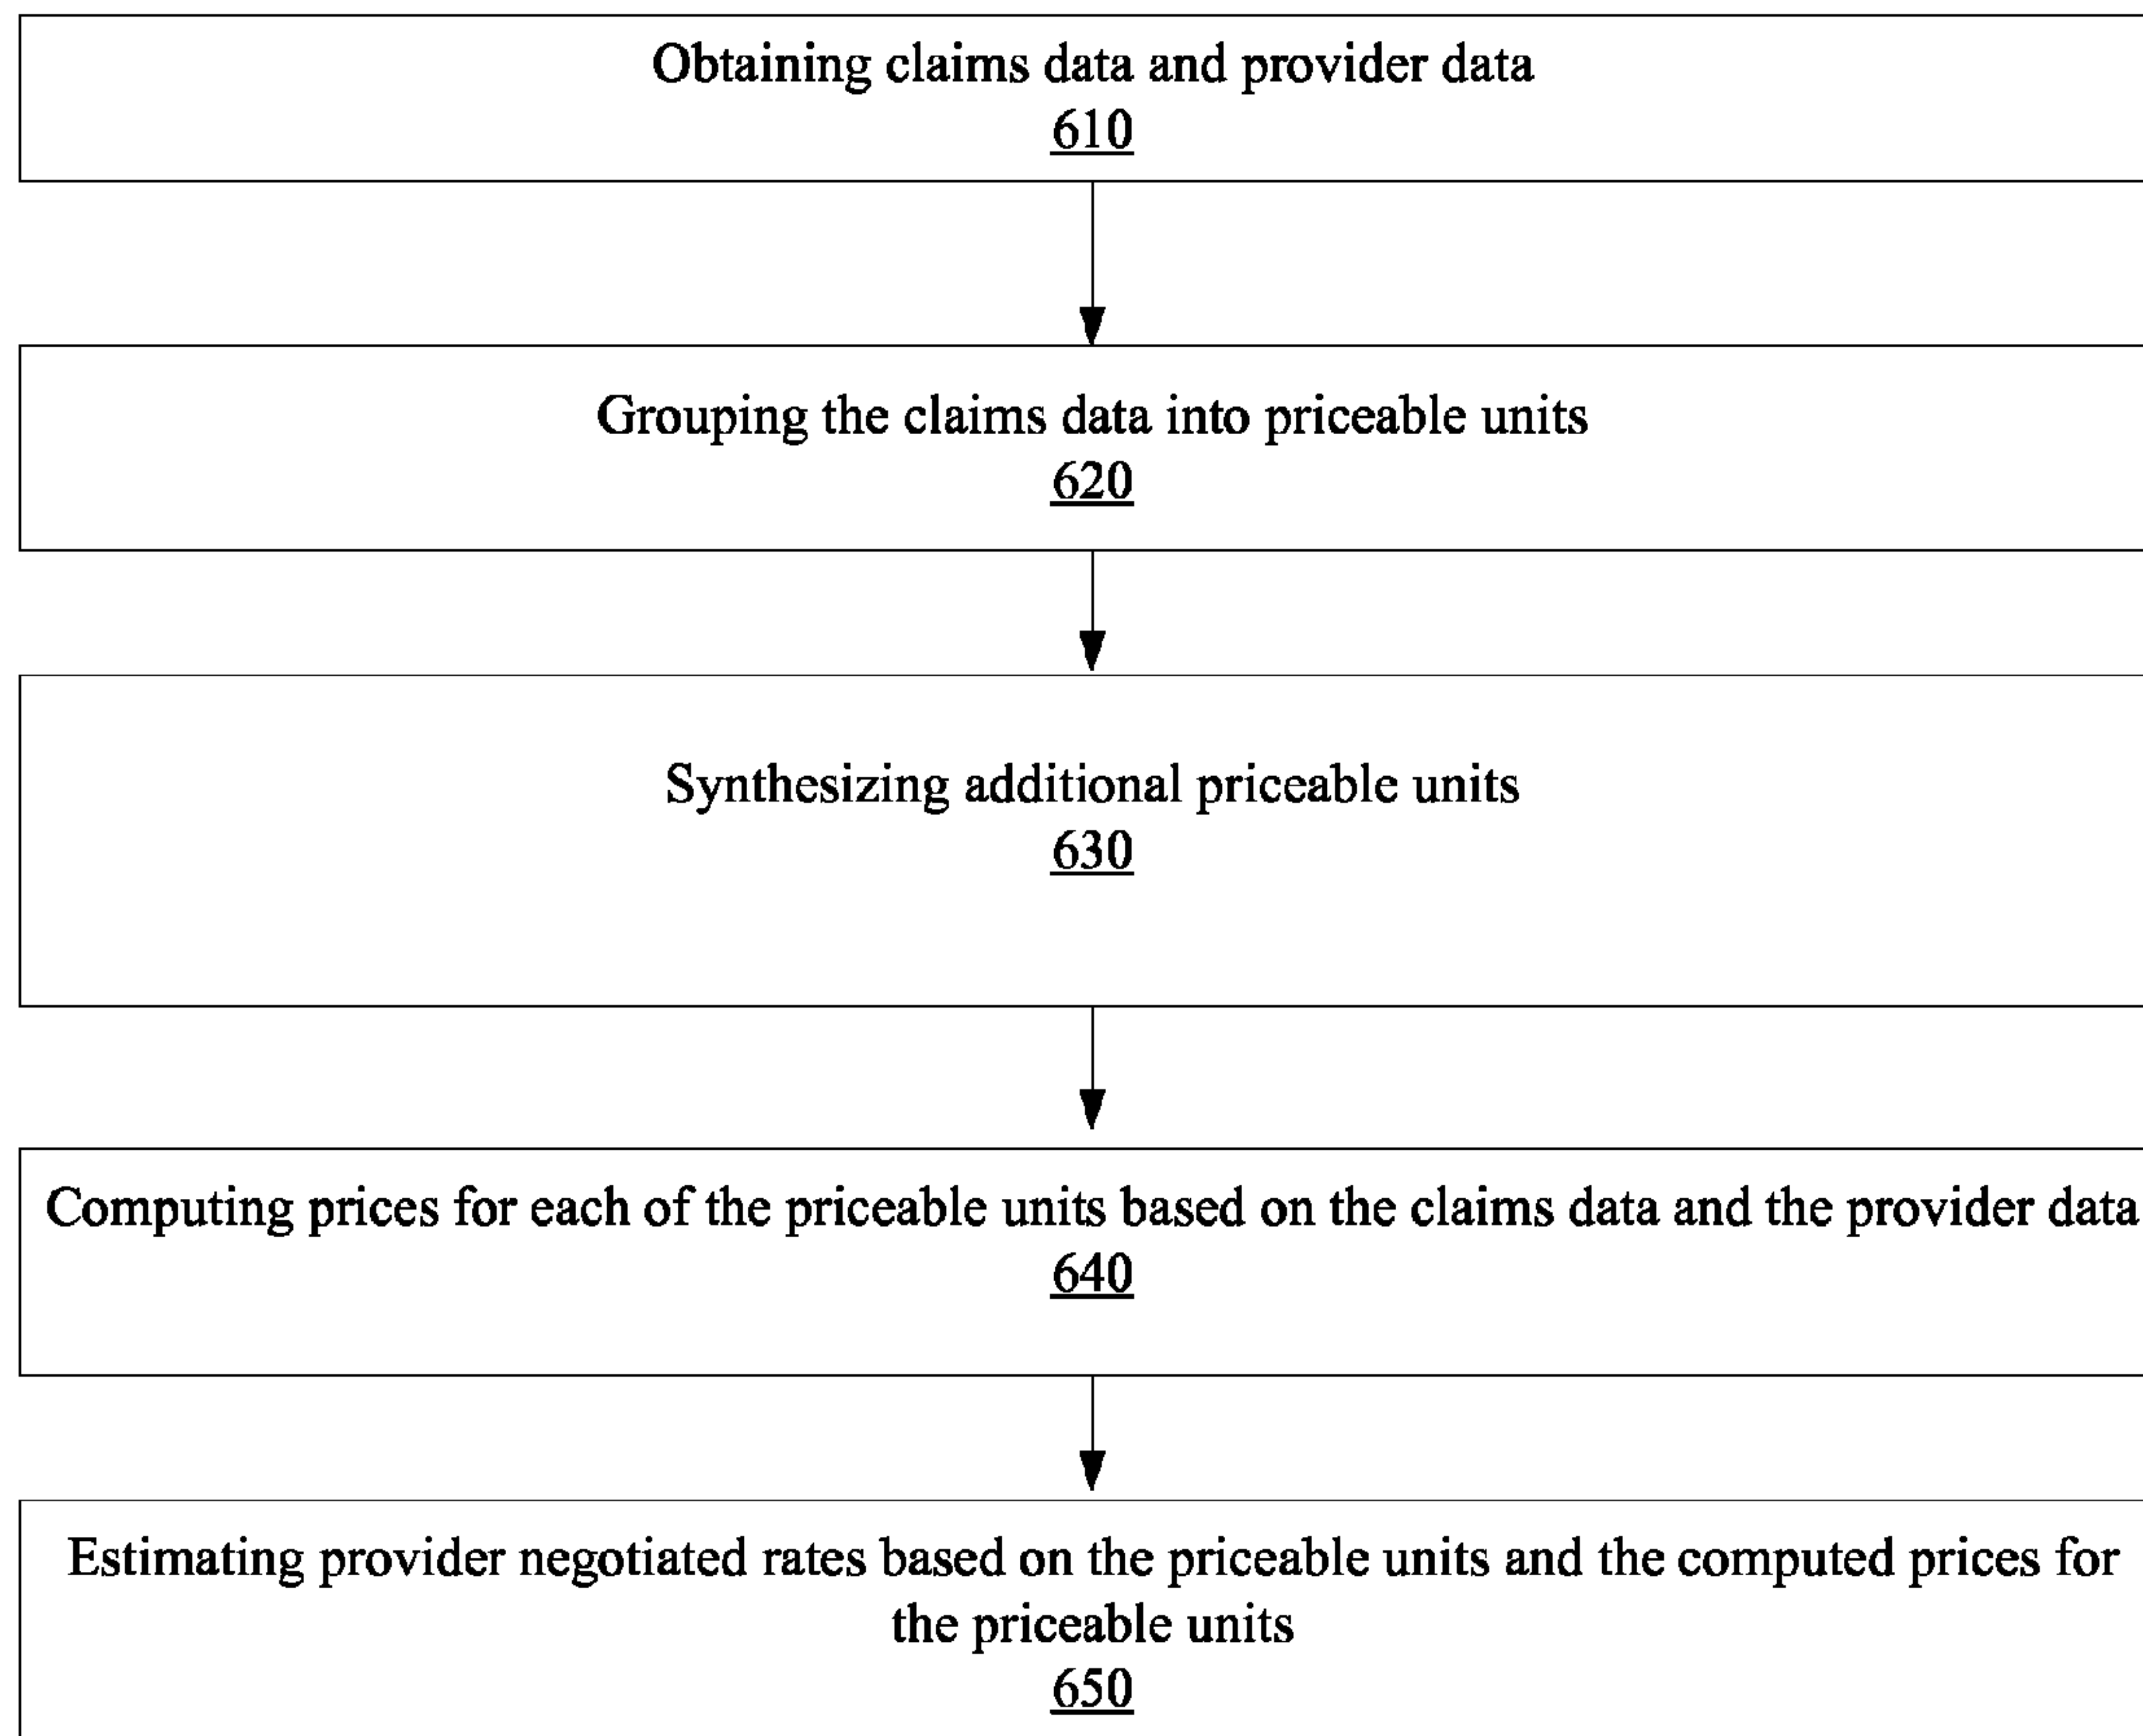 Obtaining claims data and provider data
610
Grouping the claims data into priceable units
620
Synthesizing additional priceable units
630
Computing prices for each of the priceable units based on the claims data and the provider data
640
Estimating provider negotiated rates based on the priceable units and the computed prices for
the priceable units
650